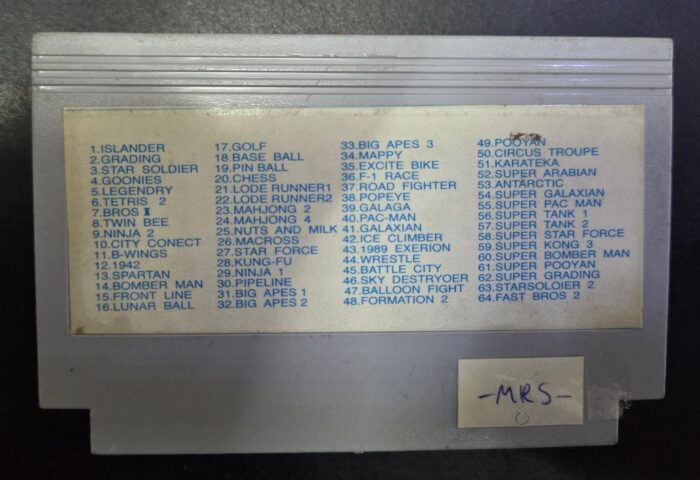 1.ISLANDER
2.GRADING
3.STAR SOLDIER
4.GOONIES
5.LEGENDRY
6.TETRIS 2
7.BROS II
8.TWIN BEE
9.NINJA 2
10.CITY CONECT
11.B-WINGS
12.1942
13.SPARTAN
14.BOMBER MAN
15.FRONT LINE
16.LUNAR BALL
17.GOLF
18.BASE BALL
19.PIN BALL
20.CHESS
21.LODE RUNNER1
22.LODE RUNNER2
23.MAHJONG 2
24.MAHJONG 4
25.NUTS AND MILK
26.MACROSS
27.STAR FORCE
28.KUNG-FU
29.NINJA 1
30.PIPELINE
31.BIG APES 1
32.BIG APES 2
33.BIG APES 3
34.MAPPY
35.EXCITE BIKE
36.F-1 RACE
37.ROAD FIGHTER
38.POPEYE
39.GALAGA
40.PAC-MAN
41.GALAXIAN
42.ICE CLIMBER
43.1989 EXERION
44.WRESTLE
45.BATTLE CITY
46.SKY DESTRYOER
47.BALLOON FIGHT
48.FORMATION 2
49.POOYAN
50.CIRCUS TROUPE
51.KARATEKA
52.SUPER ARABIAN
53.ANTARCTIC
54.SUPER GALAXIAN
55.SUPER PAC MAN
56.SUPER TANK 1
57.SUPER TANK 2
58.SUPER STAR FORCE
59.SUPER KONG 3
60.SUPER BOMBER MAN
61.SUPER POOYAN
62.SUPER GRADING
63.STARSOLOIER 2
64.FAST BROS 2
-MRS-